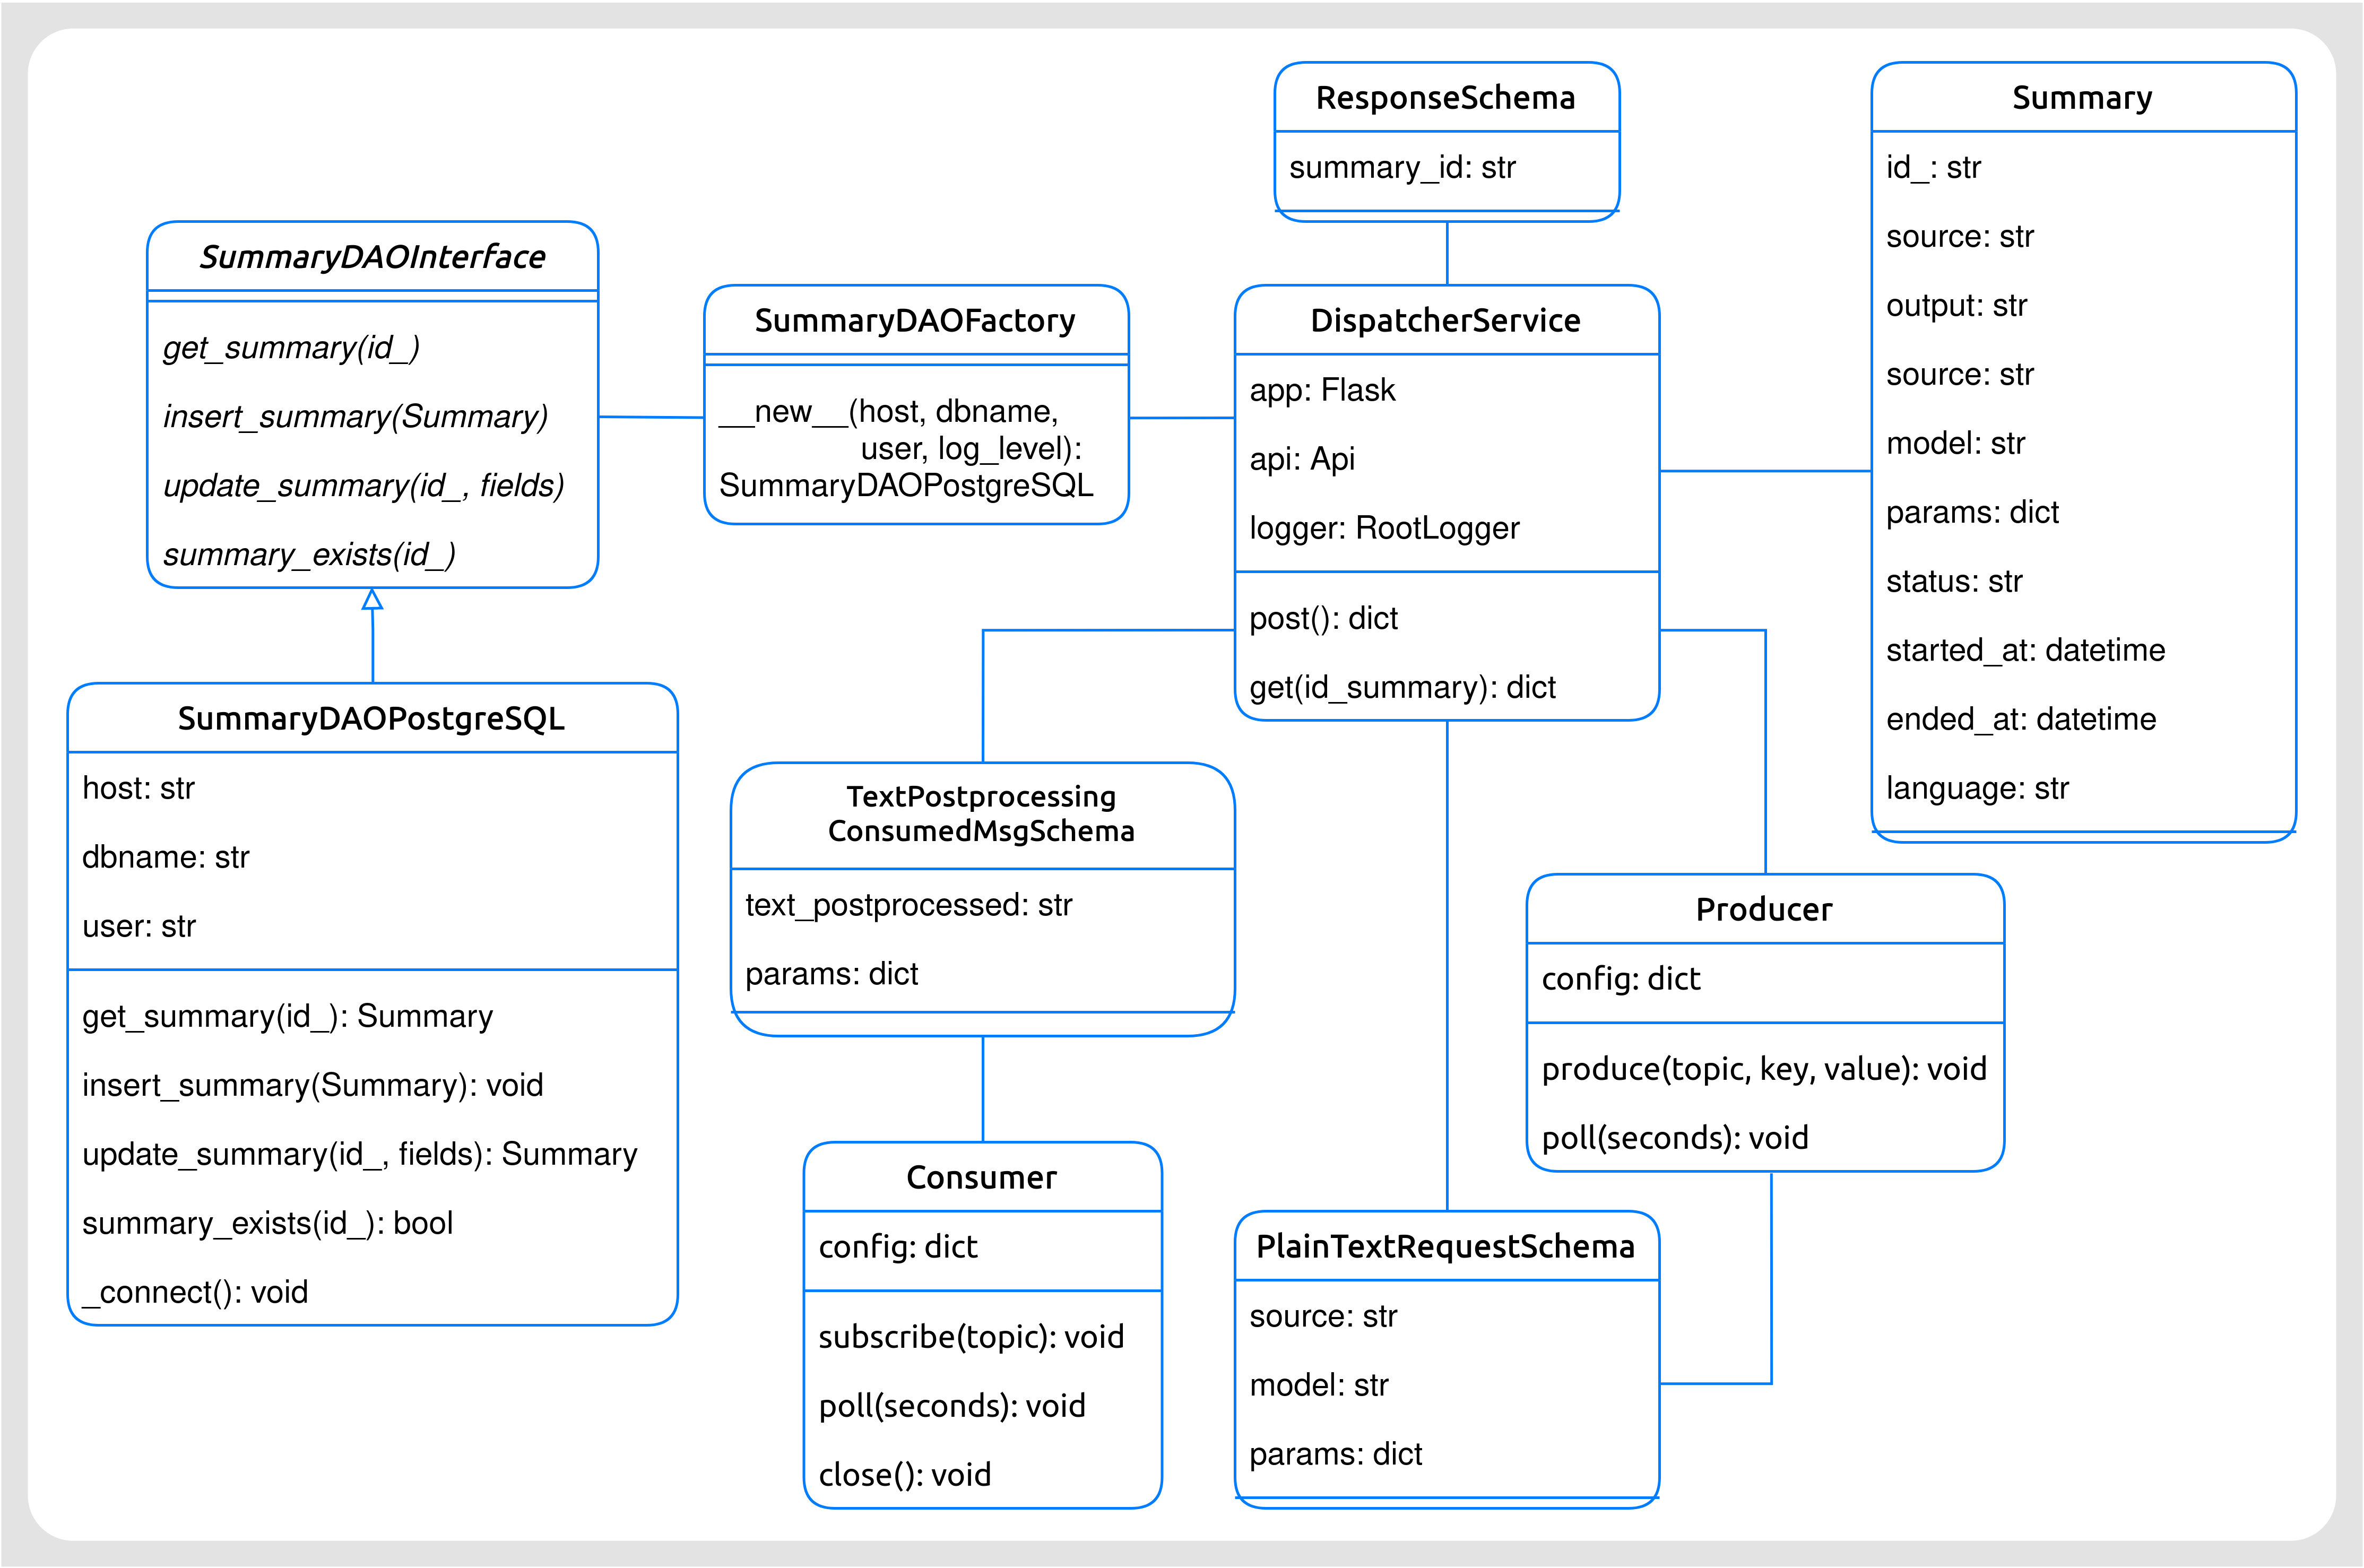 ResponseSchema
summary_id: str
Summary
id_: str
source: str
output: str
source: str
model: str
params: dict
status: str
started_at: datetime
ended_at: datetime
language: str
SummaryDAOInterface
get_summary(id_)
insert_summary(Summary)
update_summary(id_, fields)
summary_exists(id_)
SummaryDAOFactory
__new__(host, dbname,
user, log_level):
SummaryDAOPostgreSQL
DispatcherService
app: Flask
api: Api
logger: RootLogger
post(): dict
get(id_summary): dict
SummaryDAOPostgreSQL
host: str
dbname: str
user: str
get_summary(id_): Summary
insert_summary(Summary): void
update_summary(id_, fields): Summary
summary_exists(id_): bool
_connect(): void
TextPostprocessing
ConsumedMsgSchema
text_postprocessed: str
params: dict
Producer
config: dict
produce(topic, key, value): void
poll(seconds): void
Consumer
config: dict
subscribe(topic): void
poll(seconds): void
close(): void
PlainTextRequestSchema
source: str
model: str
params: dict